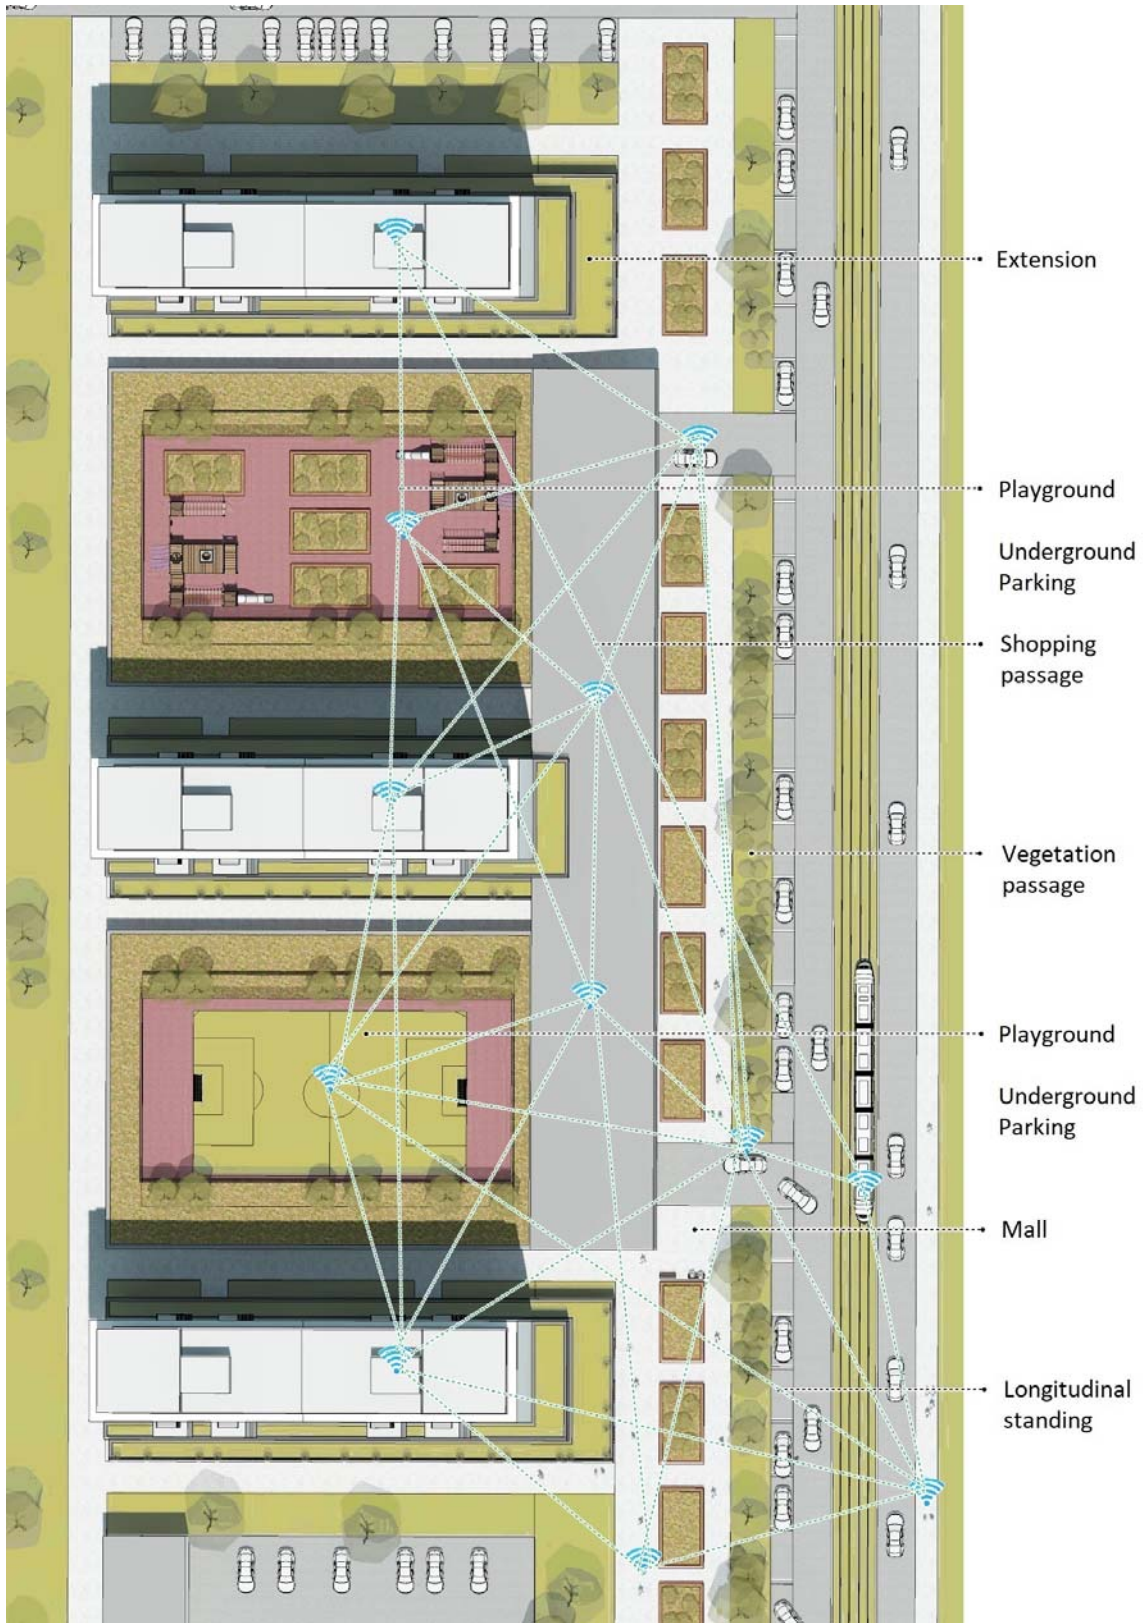 Extension
Playground
Underground
Parking
Shopping
passage
Vegetation
passage
Playground
Underground
Parking
Mall
Longitudinal
standing